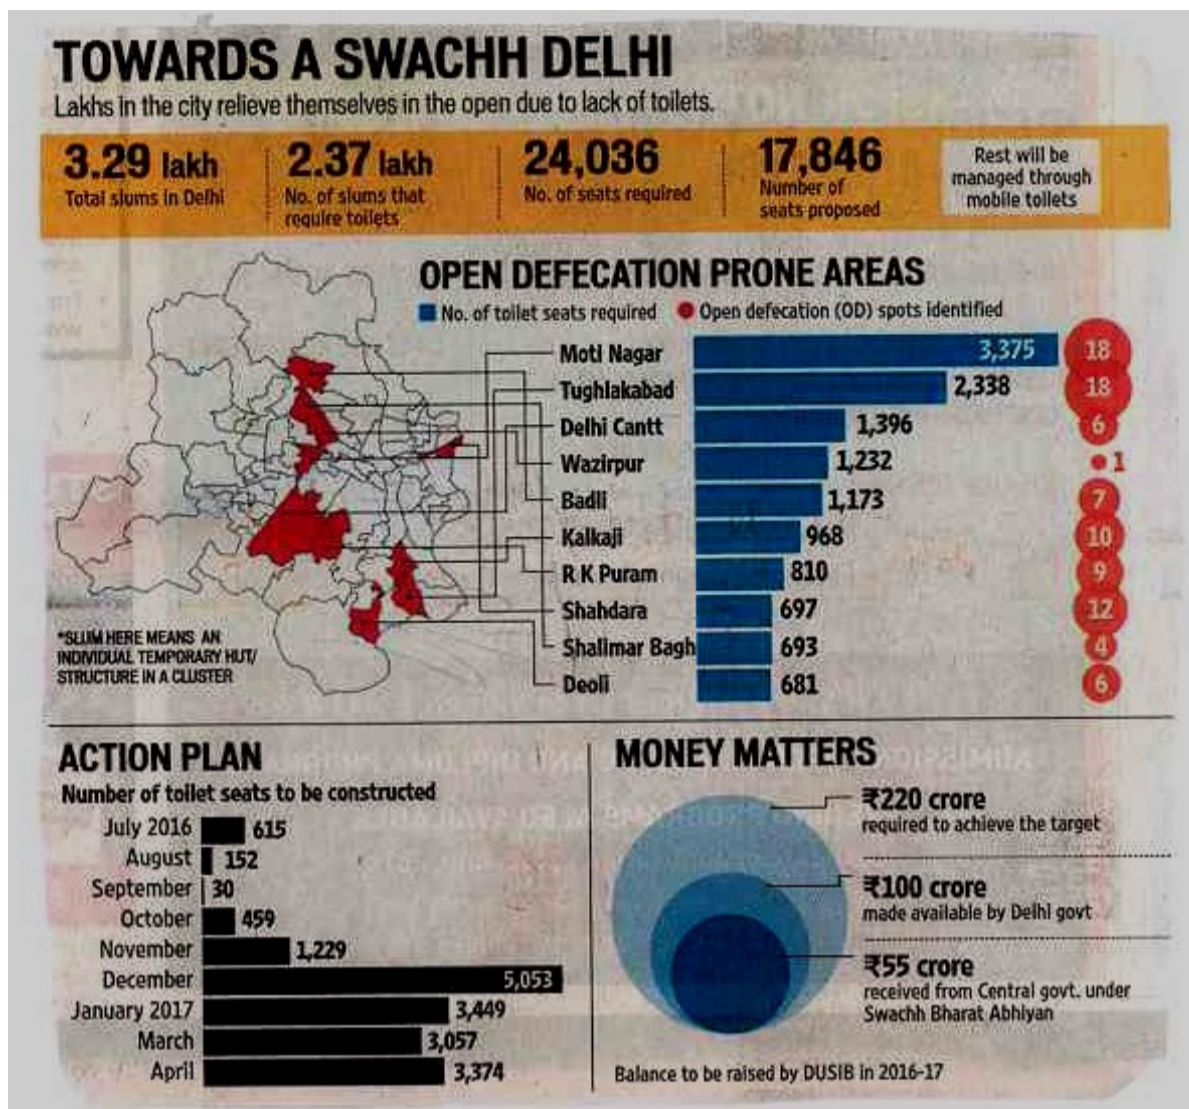 TOWARDS A SWACHH DELHI
Lakhs in the city relieve themselves in the open due to lack of toilets.
3.29 lakh
Total slums in Delhi
2.37 lakh
No. of slums that
require toilets
24,036
No. of seats required
17,846
Number of
seats proposed
Rest will be
managed through
mobile toilets
OPEN DEFECATION PRONE AREAS
No. of toilet seats required
Open defecation (OD) spots identified
Moti Nagar 3,375 18
Tughlakabad 2,338 18
Delhi Cantt 1,396 6
Wazirpur 1,232 1
Badli 1,173 7
Kalkaji 968 10
R K Puram 810 9
Shahdara 697 12
Shalimar Bagh 693 4
Deoli 681 6
*SLUM HERE MEANS AN
INDIVIDUAL TEMPORARY HUT/
STRUCTURE IN A CLUSTER
ACTION PLAN
Number of toilet seats to be constructed
July 2016 615
August 152
September 30
October 459
November 1,229
December 5,053
January 2017 3,449
March 3,057
April 3,374
MONEY MATTERS
₹220 crore
required to achieve the target
₹100 crore
made available by Delhi govt
₹55 crore
received from Central govt. under
Swachh Bharat Abhiyan
Balance to be raised by DUSIB in 2016-17